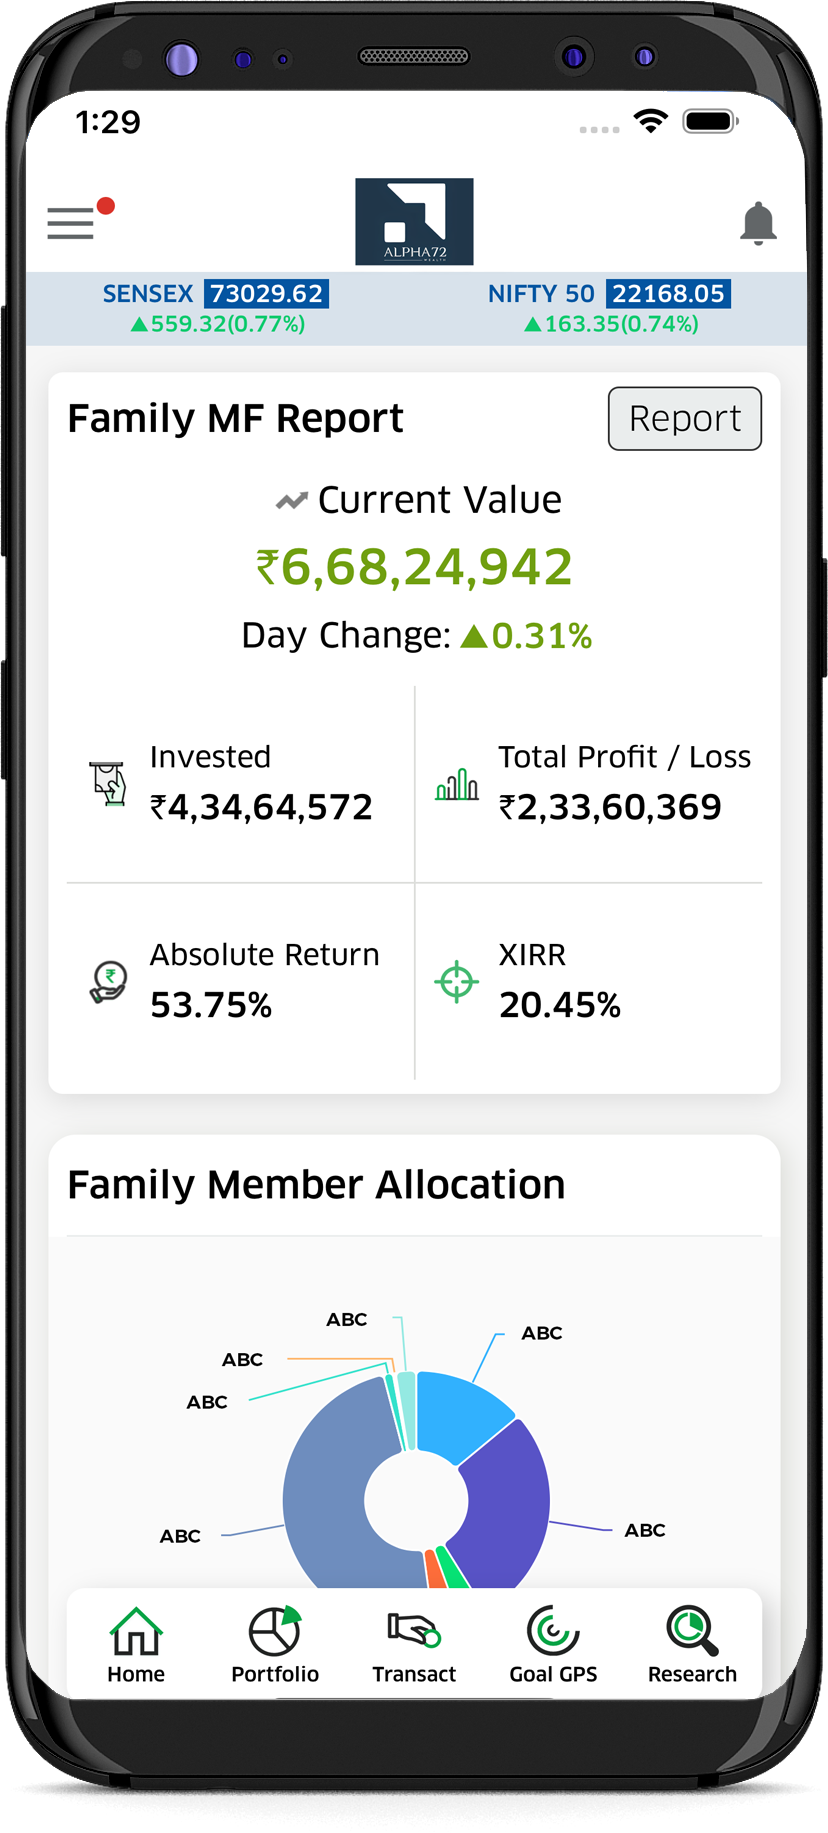 1:29
ALPHA72
WEALTH
SENSEX 73029.62
▲559.32(0.77%)
NIFTY 50 22168.05
▲163.35(0.74%)
Family MF Report
Report
Current Value
₹6,68,24,942
Day Change: ▲0.31%
Invested
₹4,34,64,572
Total Profit / Loss
₹2,33,60,369
Absolute Return
53.75%
XIRR
20.45%
Family Member Allocation
ABC
ABC
ABC
ABC
ABC
ABC
Home
Portfolio
Transact
Goal GPS
Research